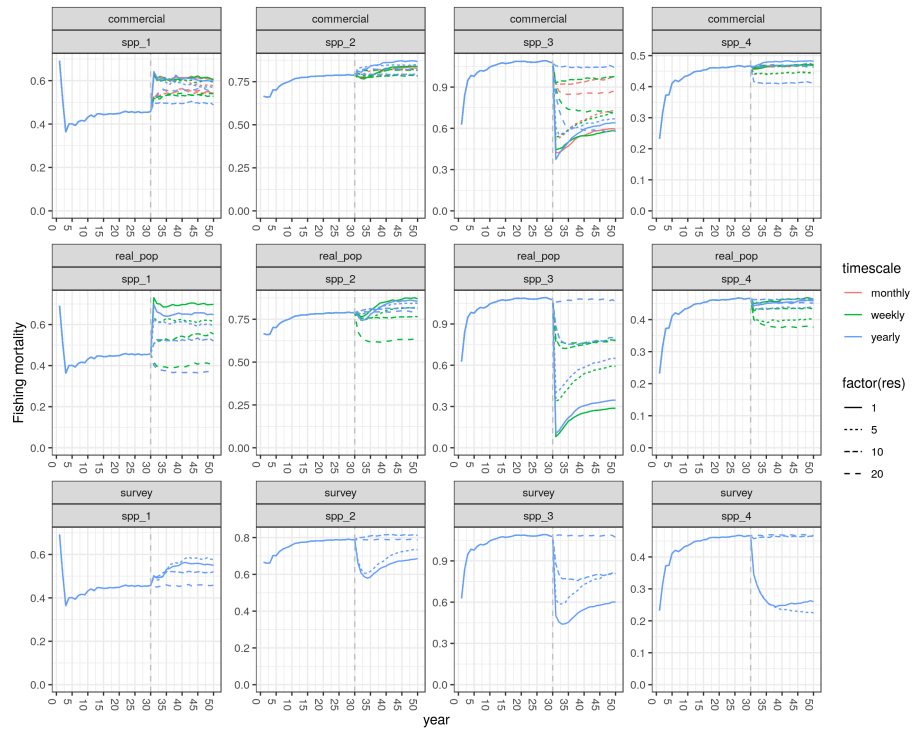 commercial commercial commercial commercial
spp_1 spp_2 spp_3 spp_4
0.6 0.4 0.2 0.0
0.75 0.50 0.25 0.00
0.9 0.6 0.3 0.0
0.5 0.4 0.3 0.2 0.1 0.0
0 5 10 15 20 25 30 35 40 45 50
0 5 10 15 20 25 30 35 40 45 50
0 5 10 15 20 25 30 35 40 45 50
0 5 10 15 20 25 30 35 40 45 50
real_pop real_pop real_pop real_pop
spp_1 spp_2 spp_3 spp_4
0.6 0.4 0.2 0.0
0.75 0.50 0.25 0.00
0.9 0.6 0.3 0.0
0.4 0.3 0.2 0.1 0.0
0 5 10 15 20 25 30 35 40 45 50
0 5 10 15 20 25 30 35 40 45 50
0 5 10 15 20 25 30 35 40 45 50
0 5 10 15 20 25 30 35 40 45 50
survey survey survey survey
spp_1 spp_2 spp_3 spp_4
0.6 0.4 0.2 0.0
0.8 0.6 0.4 0.2 0.0
0.9 0.6 0.3 0.0
0.4 0.3 0.2 0.1 0.0
0 5 10 15 20 25 30 35 40 45 50
0 5 10 15 20 25 30 35 40 45 50
0 5 10 15 20 25 30 35 40 45 50
0 5 10 15 20 25 30 35 40 45 50
Fishing mortality
year
timescale
monthly
weekly
yearly
factor(res)
1
5
10
20